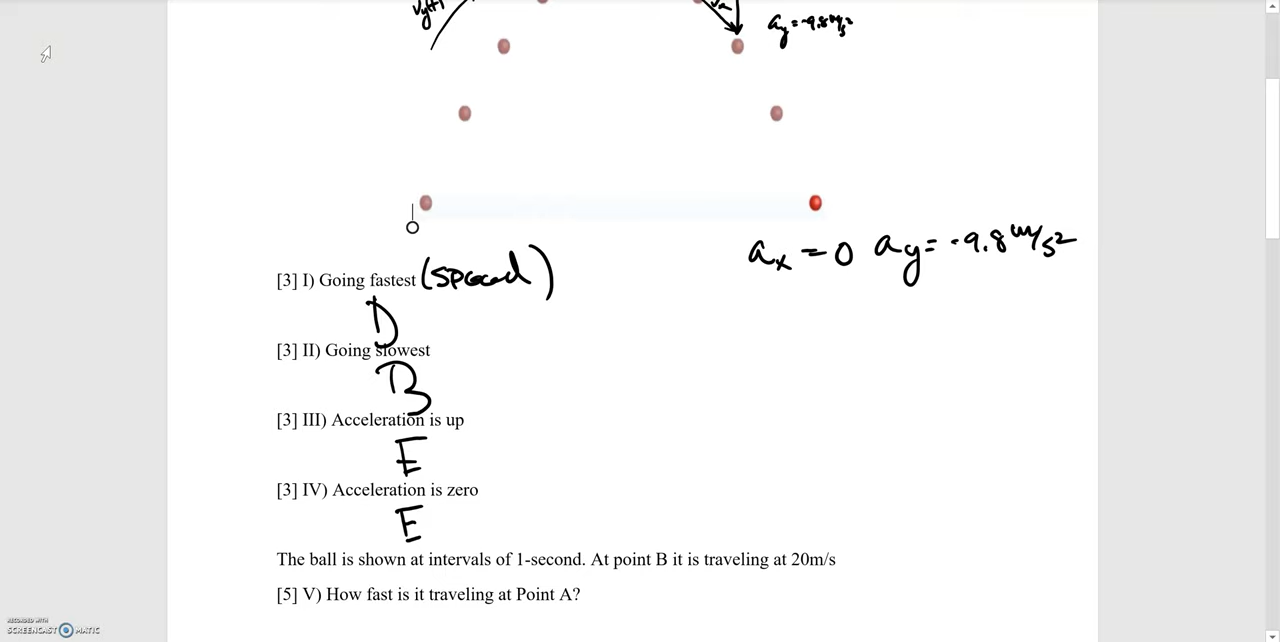 Vy(t)
ay = -9.8 m/s²
ax = 0 ay = -9.8 m/s²
[3] I) Going fastest (speed)
D
[3] II) Going slowest
B
[3] III) Acceleration is up
E
[3] IV) Acceleration is zero
E
The ball is shown at intervals of 1-second. At point B it is traveling at 20m/s
[5] V) How fast is it traveling at Point A?
RECORDED WITH
SCREENCAST MATIC